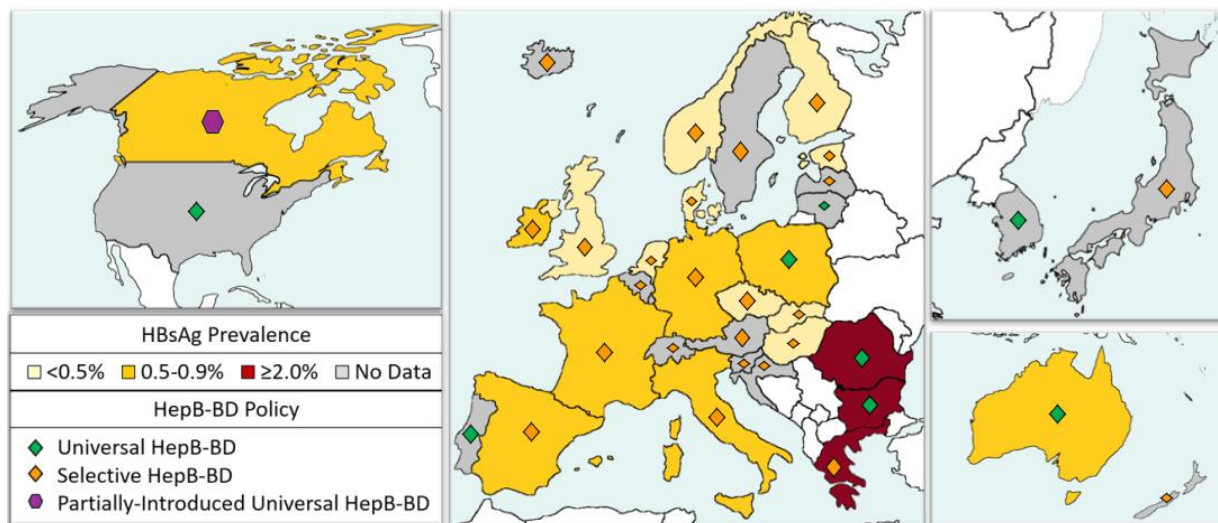 HBsAg Prevalence
<0.5% 0.5-0.9% ≥2.0% No Data
HepB-BD Policy
Universal HepB-BD
Selective HepB-BD
Partially-Introduced Universal HepB-BD